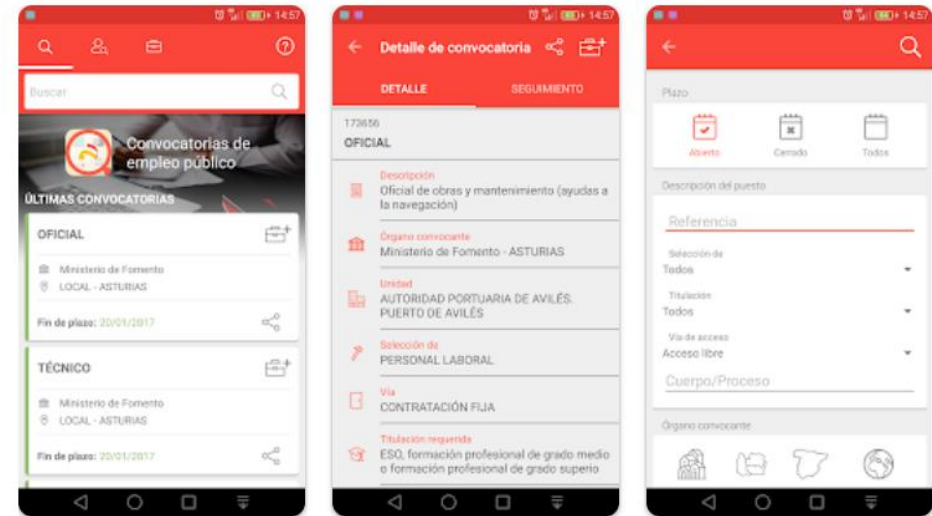 14:57
Buscar
Convocatorias de
empleo público
ÚLTIMAS CONVOCATORIAS
OFICIAL
Ministerio de Fomento
LOCAL - ASTURIAS
Fin de plazo: 20/01/2017
TÉCNICO
Ministerio de Fomento
LOCAL - ASTURIAS
Fin de plazo: 20/01/2017
14:57
Detalle de convocatoria
DETALLE SEGUIMIENTO
173656
OFICIAL
Descripción
Oficial de obras y mantenimiento (ayudas a
la navegación)
Órgano convocante
Ministerio de Fomento - ASTURIAS
Unidad
AUTORIDAD PORTUARIA DE AVILÉS.
PUERTO DE AVILÉS
Selección de
PERSONAL LABORAL
Vía
CONTRATACIÓN FIJA
Titulación requerida
ESO, formación profesional de grado medio
o formación profesional de grado superio
14:57
Plazo
Abierto Cerrado Todos
Descripción del puesto
Referencia
Selección de
Todos
Titulación
Todos
Vía de acceso
Acceso libre
Cuerpo/Proceso
Órgano convocante